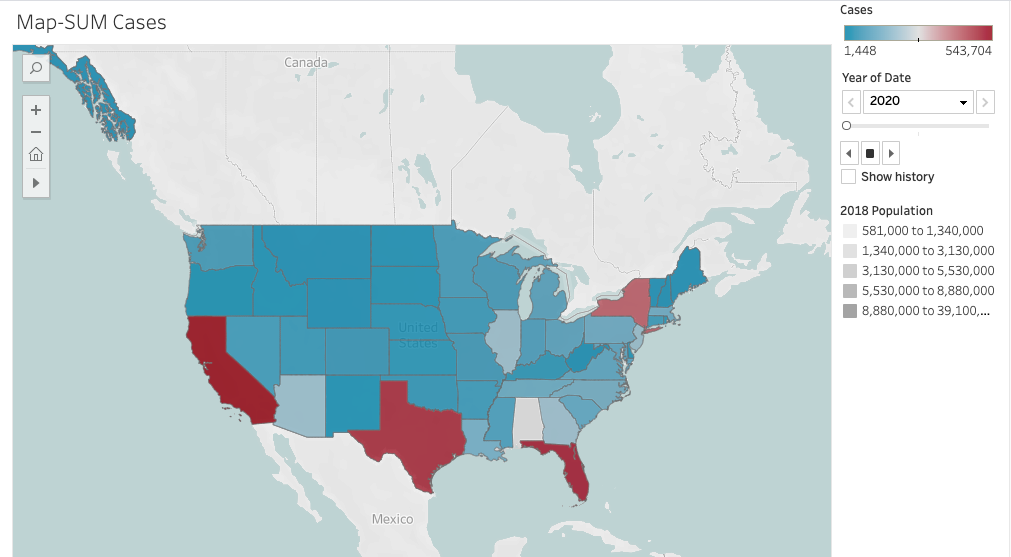 Map-SUM Cases
Canada
United
States
Mexico
Cases
1,448 543,704
Year of Date
2020
Show history
2018 Population
581,000 to 1,340,000
1,340,000 to 3,130,000
3,130,000 to 5,530,000
5,530,000 to 8,880,000
8,880,000 to 39,100,...